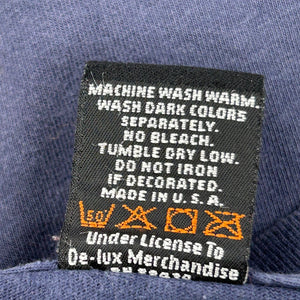 MACHINE WASH WARM.
WASH DARK COLORS
SEPARATELY.
NO BLEACH.
TUMBLE DRY LOW.
DO NOT IRON
IF DECORATED.
MADE IN U.S.A.
50
Under License To
De-lux Merchandise